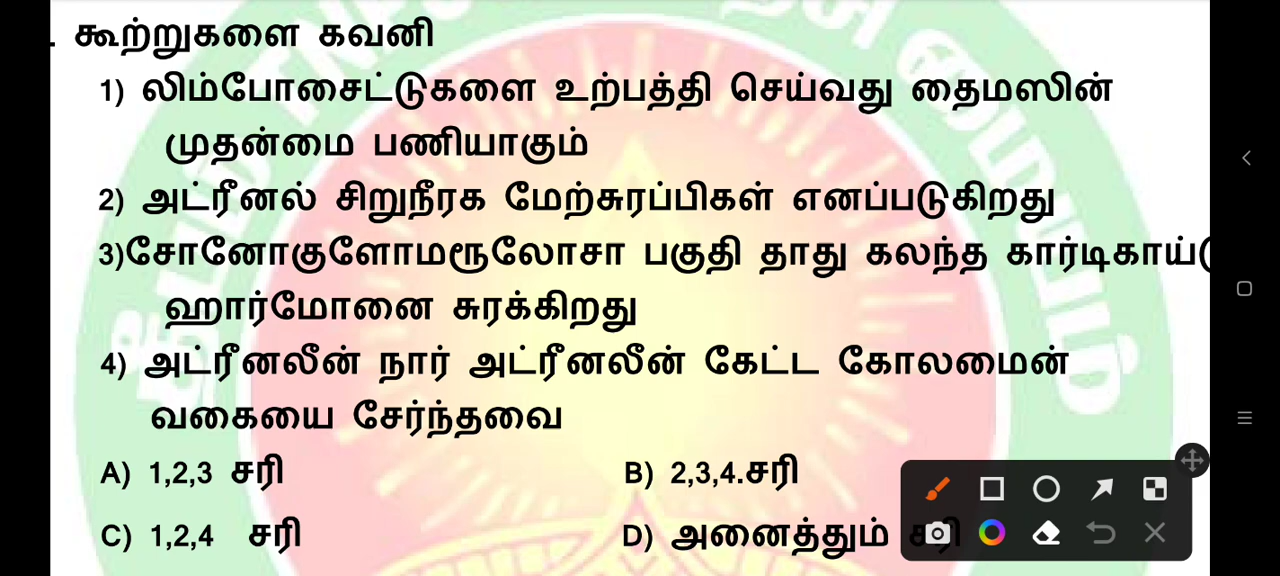 . கூற்றுகளை கவனி
1) லிம்போசைட்டுகளை உற்பத்தி செய்வது தைமஸின்
முதன்மை பணியாகும்
2) அட்ரீனல் சிறுநீரக மேற்சுரப்பிகள் எனப்படுகிறது
3)சோனோகுளோமரூலோசா பகுதி தாது கலந்த
ஹார்மோனை சுரக்கிறது
4) அட்ரீனலீன் நார் அட்ரீனலீன் கேட்ட கோலமைன்
வகையை சேர்ந்தவை
A) 1,2,3 சரி
B) 2,3,4.சரி
C) 1,2,4 சரி
D) அனைத்தும் சரி